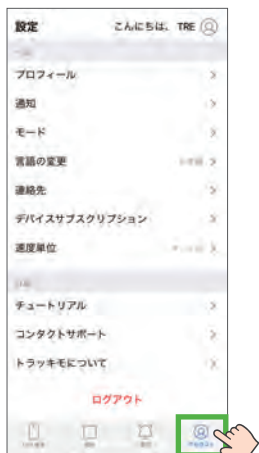 設定 こんにちは、TRE
プロフィール
通知
モード
言語の変更
連絡先
デバイスサブスクリプション
速度単位
チュートリアル
コンタクトサポート
トラッキモについて
ログアウト